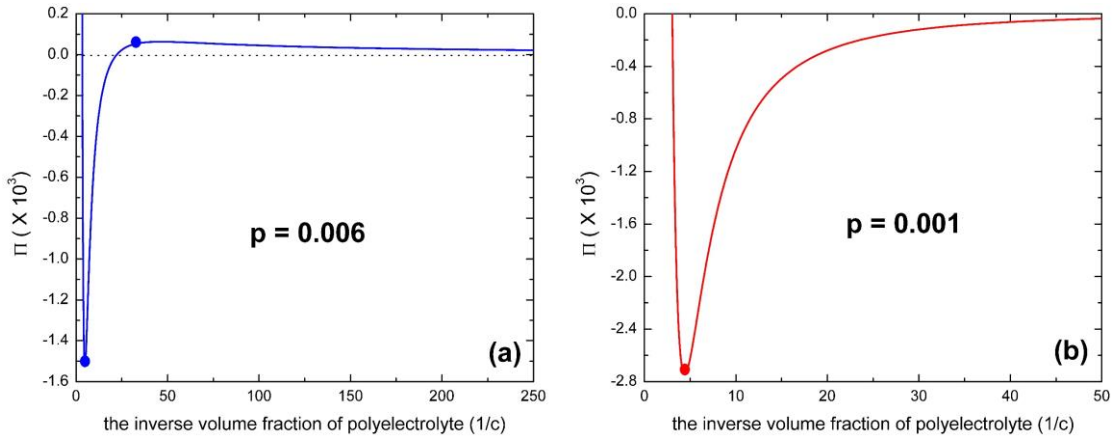 0.2
0.0
-0.2
-0.4
-0.6
-0.8
-1.0
-1.2
-1.4
-1.6
Π ( X 10³)
p = 0.006
(a)
0 50 100 150 200 250
the inverse volume fraction of polyelectrolyte (1/c)
0.0
-0.4
-0.8
-1.2
-1.6
-2.0
-2.4
-2.8
Π ( X 10³)
p = 0.001
(b)
0 10 20 30 40 50
the inverse volume fraction of polyelectrolyte (1/c)